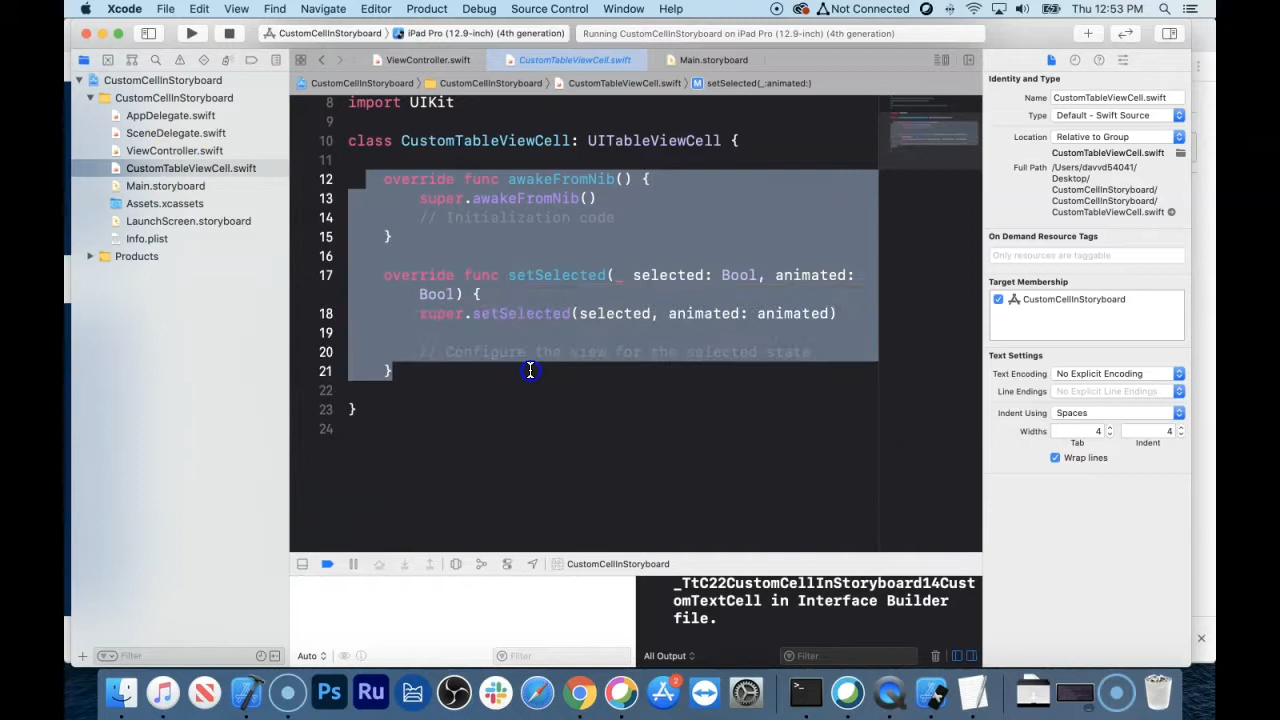 Xcode File Edit View Find Navigate Editor Product Debug Source Control Window Help Not Connected Thu 12:53 PM
CustomCellInStoryboard iPad Pro (12.9-inch) (4th generation) Running CustomCellInStoryboard on iPad Pro (12.9-inch) (4th generation)
ViewController.swift CustomTableViewCell.swift Main.storyboard
CustomCellInStoryboard CustomCellInStoryboard CustomTableViewCell.swift M setSelected(_:animated:)
CustomCellInStoryboard
CustomCellInStoryboard
AppDelegate.swift
SceneDelegate.swift
ViewController.swift
CustomTableViewCell.swift
Main.storyboard
Assets.xcassets
LaunchScreen.storyboard
Info.plist
Products
Filter
8 import UIKit
9
10 class CustomTableViewCell: UITableViewCell {
11
12 override func awakeFromNib() {
13 super.awakeFromNib()
14 // Initialization code
15 }
16
17 override func setSelected(_ selected: Bool, animated:
Bool) {
18 super.setSelected(selected, animated: animated)
19
20 // Configure the view for the selected state
21 }
22
23 }
24
CustomCellInStoryboard
_TtC22CustomCellInStoryboard14Cust
omTextCell in Interface Builder
file.
Auto Filter All Output Filter
Identity and Type
Name CustomTableViewCell.swift
Type Default - Swift Source
Location Relative to Group
CustomTableViewCell.swift
Full Path /Users/davvd54041/
Desktop/
CustomCellInStoryboard/
CustomCellInStoryboard/
CustomTableViewCell.swift
On Demand Resource Tags
Only resources are taggable
Target Membership
CustomCellInStoryboard
Text Settings
Text Encoding No Explicit Encoding
Line Endings No Explicit Line Endings
Indent Using Spaces
Widths 4 4
Tab Indent
Wrap lines
Ps Ru 2